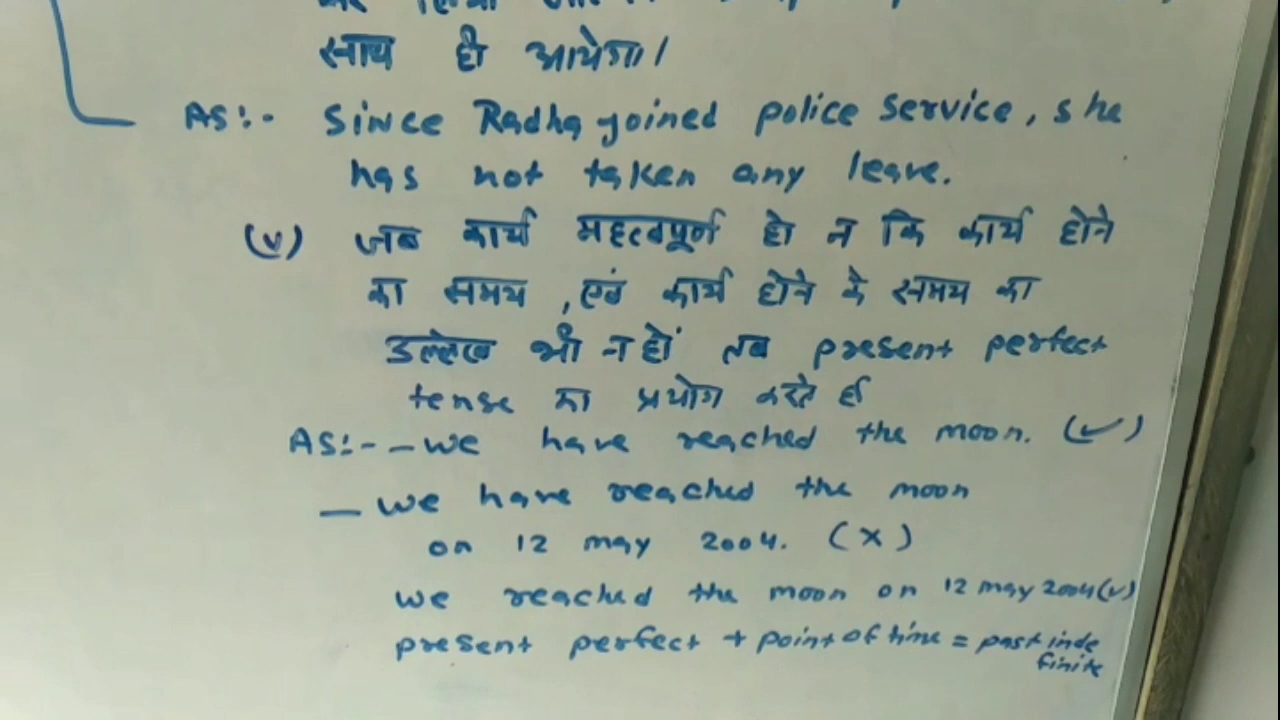 साथ ही आयेगा।
AS:- Since Radha joined police service, she
has not taken any leave.
(v) जब कार्य महत्वपूर्ण हो न कि कार्य होने
का समय, एवं कार्य होने के समय का
उल्लेख भी न हों तब present perfect
tense का प्रयोग करते हैं
AS:- - we have reached the moon. (✓)
- we have reached the moon
on 12 may 2004. (x)
we reached the moon on 12 may 2004 (✓)
present perfect + point of time = past inde
finite